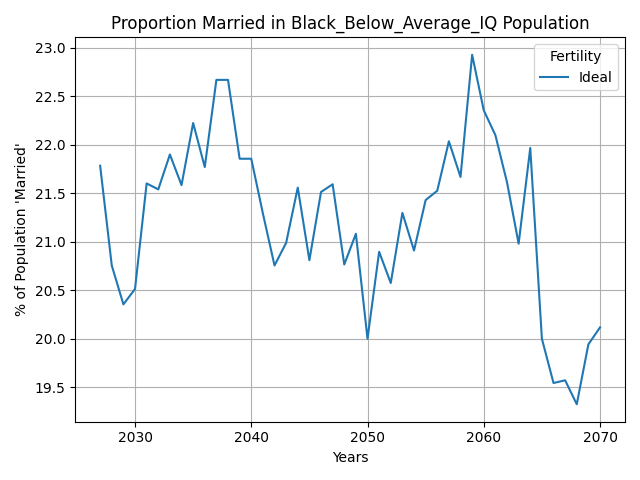 Proportion Married in Black_Below_Average_IQ Population
Fertility
Ideal
% of Population 'Married'
23.0
22.5
22.0
21.5
21.0
20.5
20.0
19.5
2030 2040 2050 2060 2070
Years